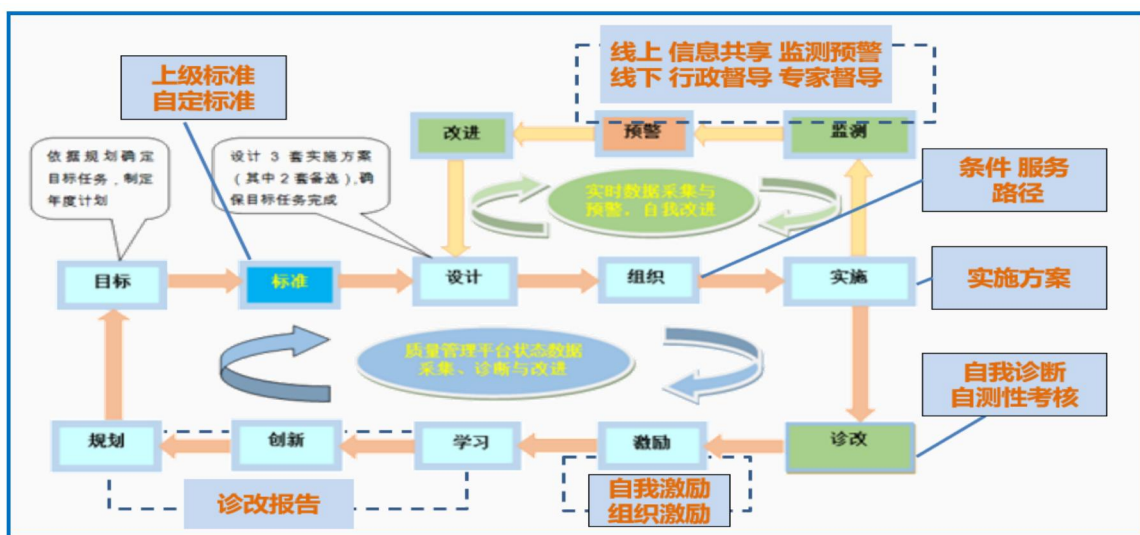 线上 信息共享 监测预警
线下 行政督导 专家督导
上级标准
自定标准
改进
预警
监测
依据规划确定
目标任务，制定
年度计划
设计 3 套实施方案
（其中2套备选），确
保目标任务完成
实时数据采集与
预警、自我改进
条件 服务
路径
目标
标准
设计
组织
实施
实施方案
质量管理平台状态数据
采集、诊断与改进
自我诊断
自测性考核
规划
创新
学习
激励
诊改
诊改报告
自我激励
组织激励